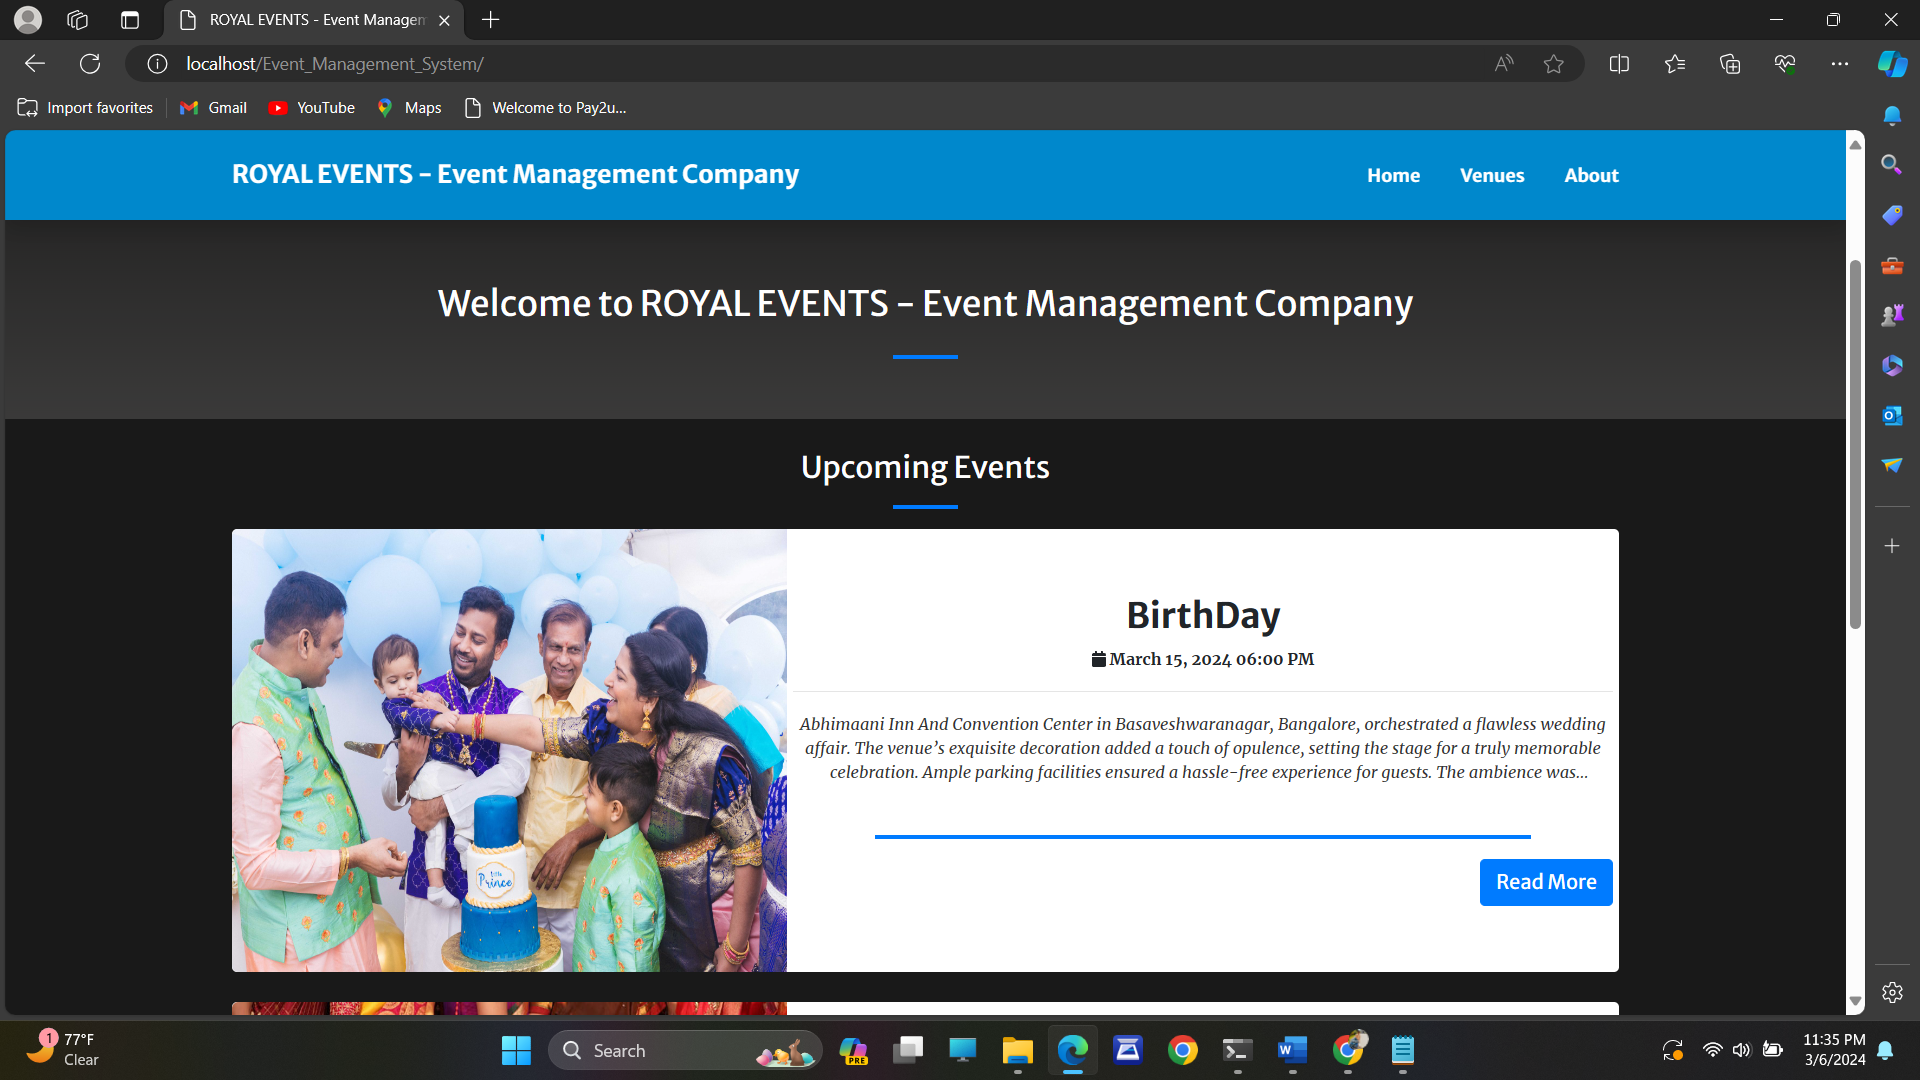 ROYAL EVENTS - Event Managem
localhost/Event_Management_System/
Import favorites
Gmail
YouTube
Maps
Welcome to Pay2u...
ROYAL EVENTS - Event Management Company
Home
Venues
About
Welcome to ROYAL EVENTS - Event Management Company
Upcoming Events
BirthDay
March 15, 2024 06:00 PM
Abhimaani Inn And Convention Center in Basaveshwaranagar, Bangalore, orchestrated a flawless wedding
affair. The venue’s exquisite decoration added a touch of opulence, setting the stage for a truly memorable
celebration. Ample parking facilities ensured a hassle-free experience for guests. The ambience was...
Read More
little
Prince
1
77°F
Clear
Search
PRE
11:35 PM
3/6/2024